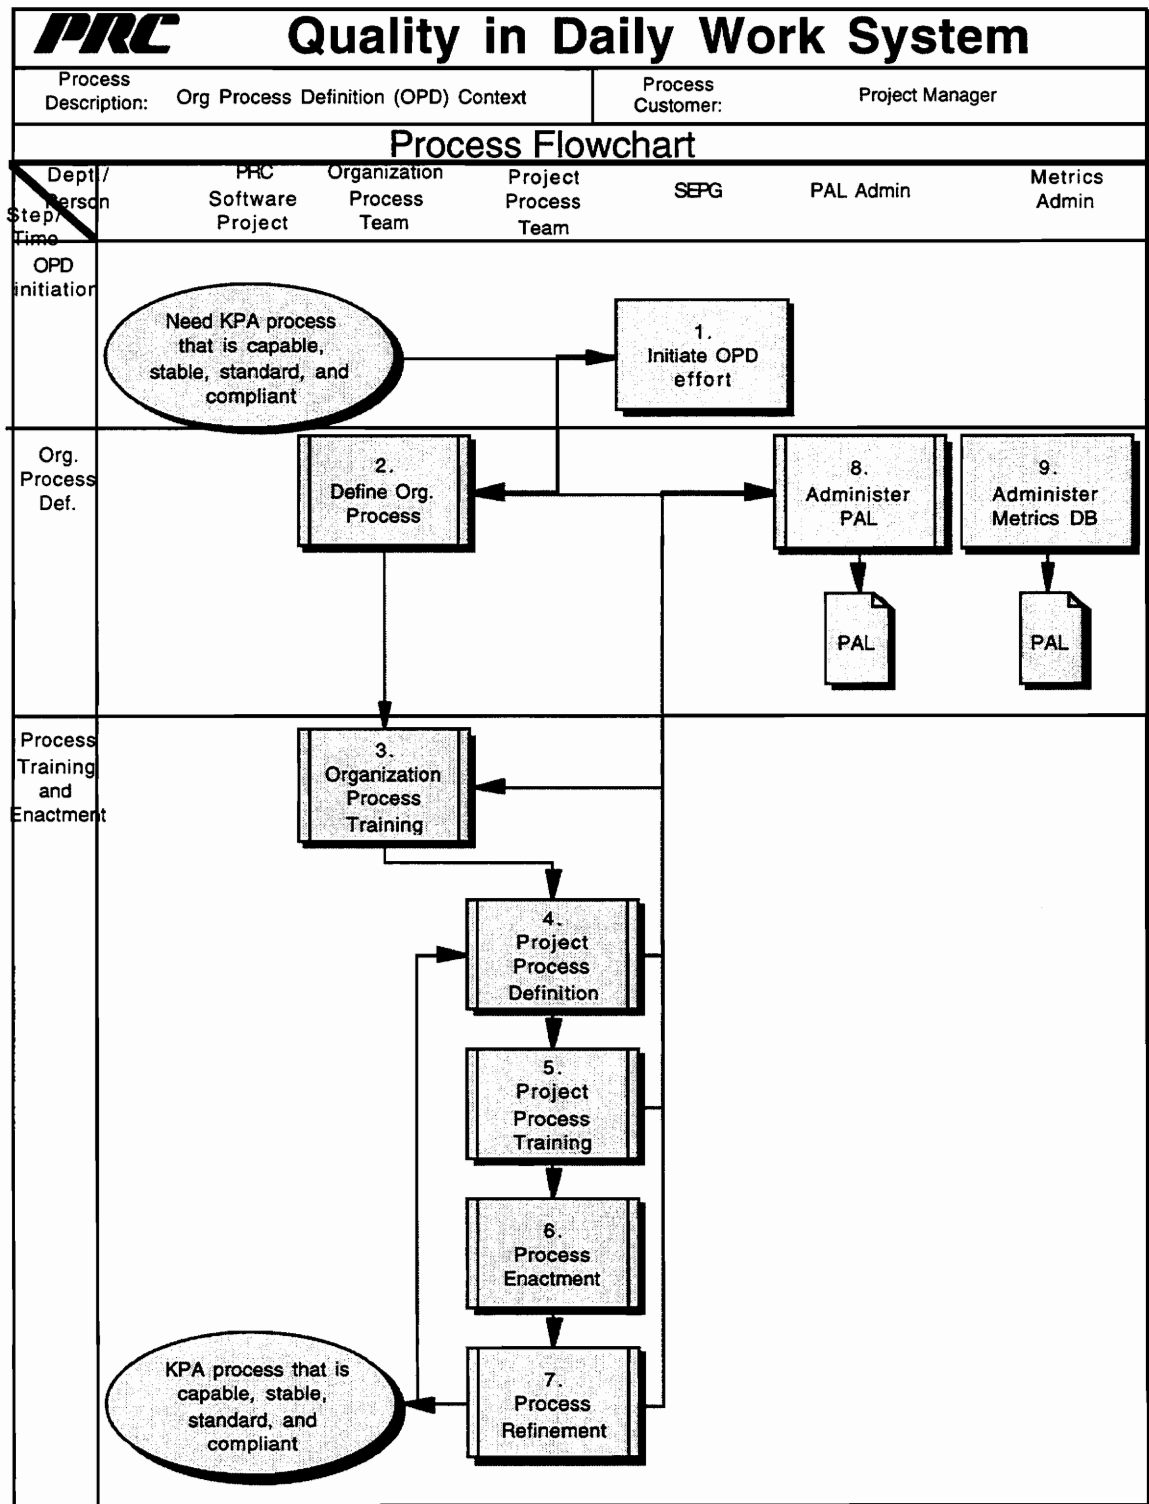 PRC Quality in Daily Work System
Process
Description: Org Process Definition (OPD) Context
Process
Customer: Project Manager
Process Flowchart
Dept./
Person
Step/
Time
PRC
Software
Project
Organization
Process
Team
Project
Process
Team
SEPG
PAL Admin
Metrics
Admin
OPD
initiation
Need KPA process
that is capable,
stable, standard, and
compliant
1.
Initiate OPD
effort
Org.
Process
Def.
2.
Define Org.
Process
8.
Administer
PAL
9.
Administer
Metrics DB
PAL
PAL
Process
Training
and
Enactment
3.
Organization
Process
Training
4.
Project
Process
Definition
5.
Project
Process
Training
6.
Process
Enactment
KPA process that is
capable, stable,
standard, and
compliant
7.
Process
Refinement